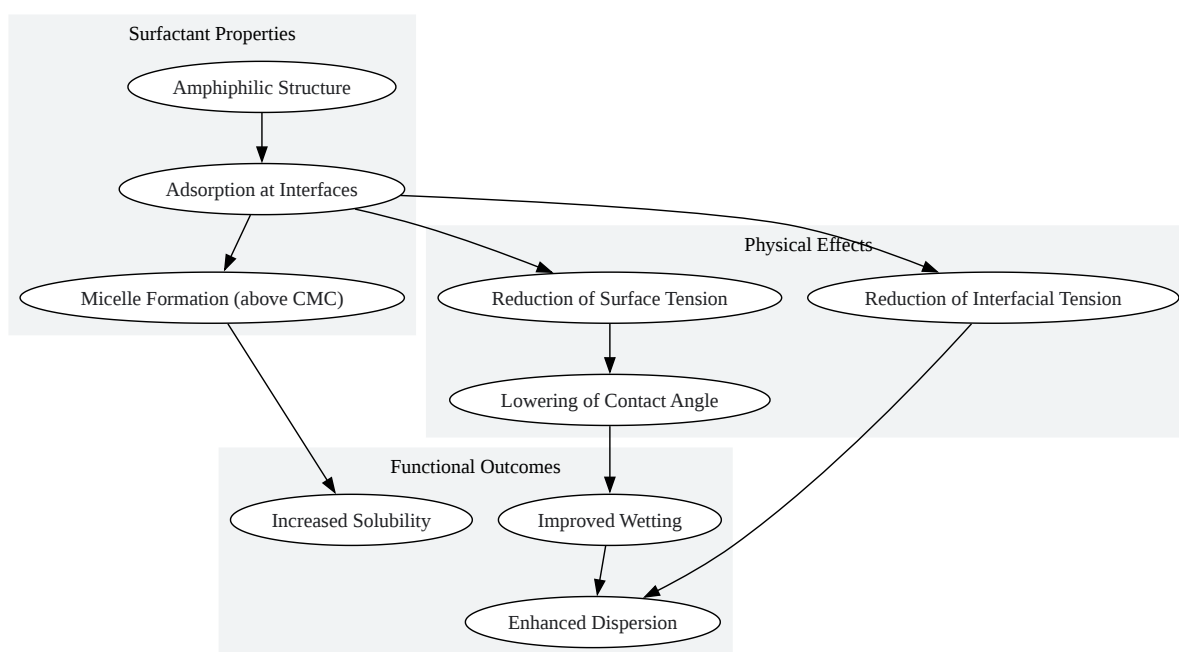 Surfactant Properties
Amphiphilic Structure
Adsorption at Interfaces
Physical Effects
Micelle Formation (above CMC)
Reduction of Surface Tension
Reduction of Interfacial Tension
Lowering of Contact Angle
Functional Outcomes
Increased Solubility
Improved Wetting
Enhanced Dispersion